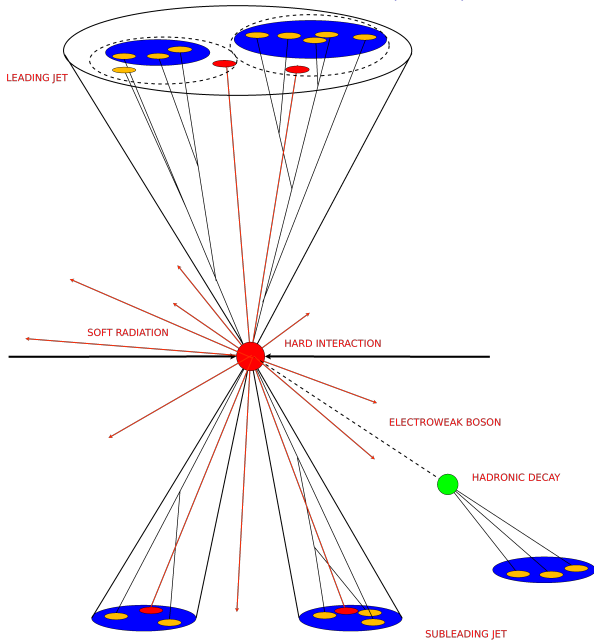 LEADING JET
SOFT RADIATION
HARD INTERACTION
ELECTROWEAK BOSON
HADRONIC DECAY
SUBLEADING JET